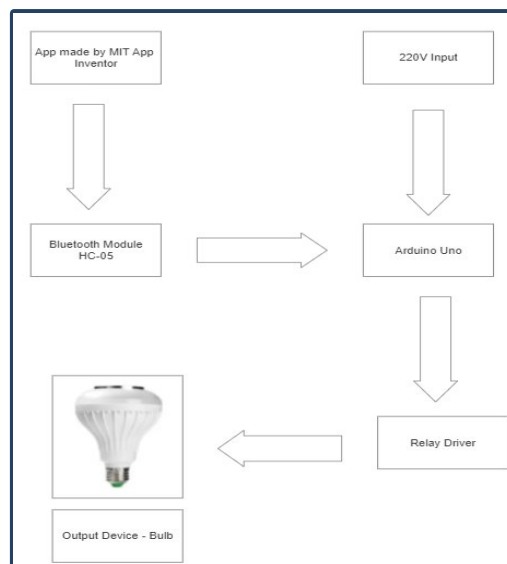 App made by MIT App
Inventor
220V Input
Bluetooth Module
HC-05
Arduino Uno
Relay Driver
Output Device - Bulb